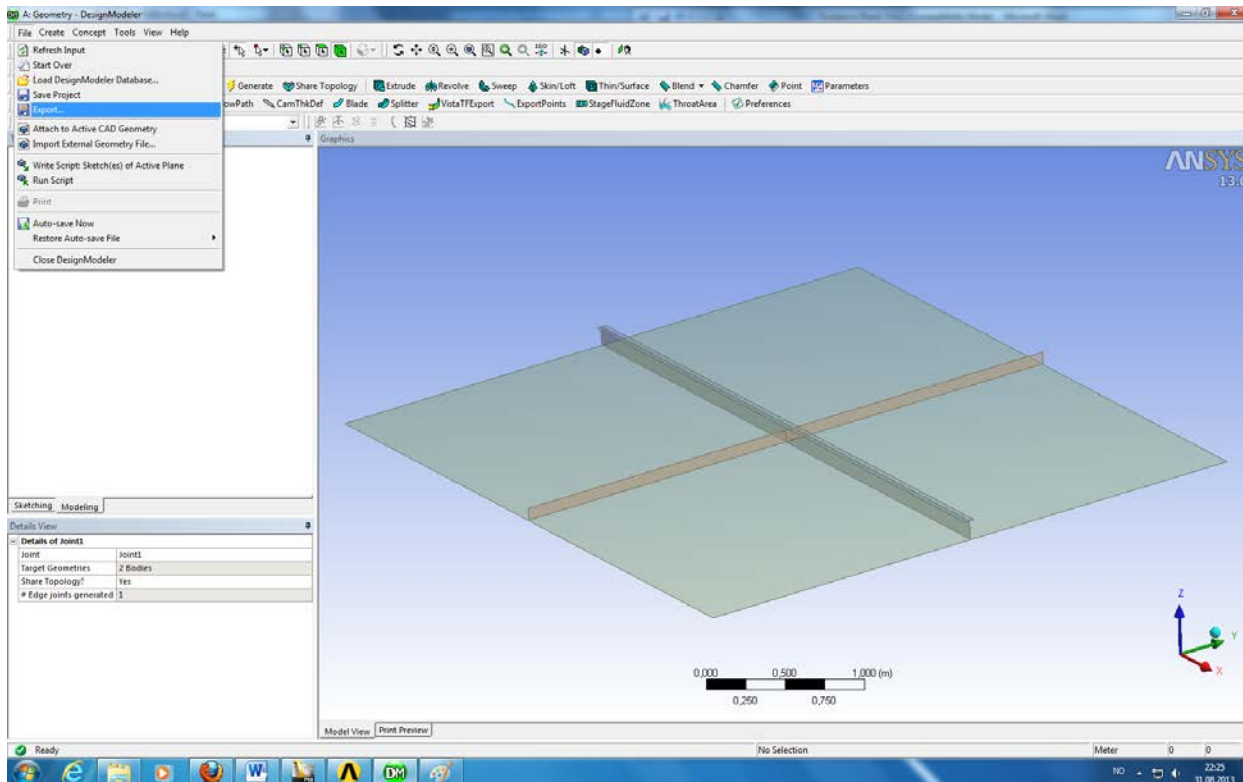 A: Geometry - DesignModeler
File Create Concept Tools View Help
Refresh Input
Start Over
Load DesignModeler Database...
Save Project
Export...
Attach to Active CAD Geometry
Import External Geometry File...
Write Script: Sketch(es) of Active Plane
Run Script
Print
Auto-save Now
Restore Auto-save File
Close DesignModeler
Generate Share Topology Extrude Revolve Sweep Skin/Loft Thin/Surface Blend Chamfer Point Parameters
owPath CamThkDef Blade Splitter VistaTFExport ExportPoints StageFluidZone ThroatArea Preferences
Graphics
ANSYS
Sketching Modeling
Details View
Details of Joint1
Joint Joint1
Target Geometries 2 Bodies
Share Topology? Yes
# Edge joints generated 1
Z
Y
X
0,000 0,500 1,000 (m)
0,250 0,750
Model View Print Preview
Ready No Selection Meter 0 0
W DM NO 22:25
31.08.2013